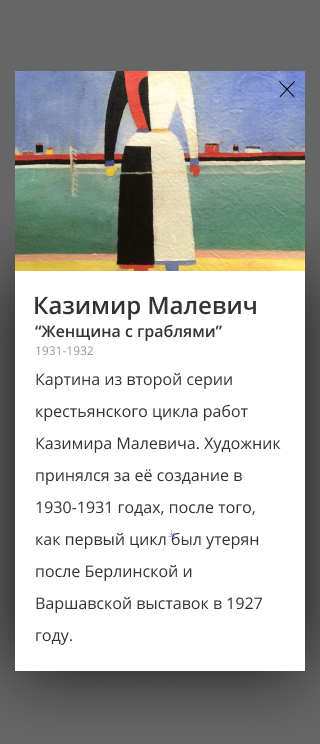 Казимир Малевич
“Женщина с граблями”
1931-1932
Картина из второй серии
крестьянского цикла работ
Казимира Малевича. Художник
принялся за её создание в
1930-1931 годах, после того,
как первый цикл был утерян
после Берлинской и
Варшавской выставок в 1927
году.